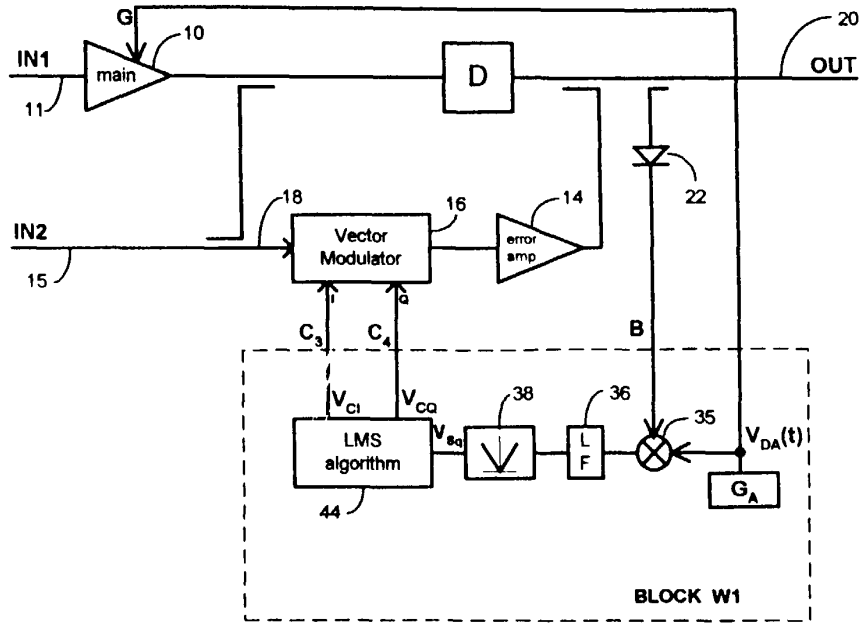 G
10
20
IN1
main
D
OUT
11
22
18
16
14
IN2
Vector
Modulator
error
amp
15
I
Q
C3
C4
B
VCI
VCQ
Vsq
38
36
35
VDA(t)
LMS
algorithm
L
F
GA
44
BLOCK W1